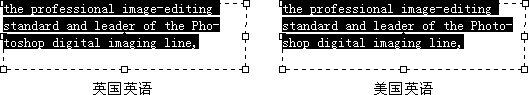 the professional image-editing
standard and leader of the Pho-
toshop digital imaging line,
英国英语
the professional image-editing
standard and leader of the Photo-
shop digital imaging line,
美国英语